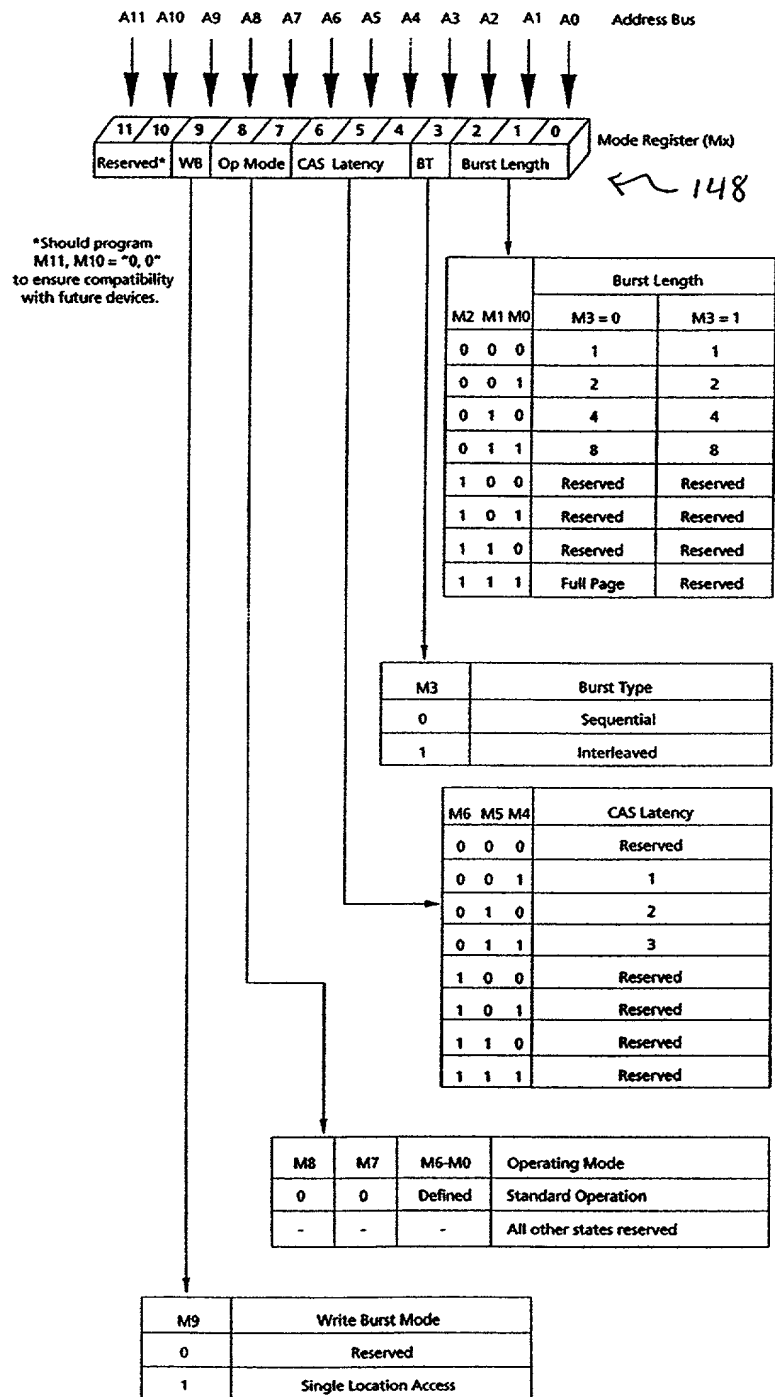 A11 A10 A9 A8 A7 A6 A5 A4 A3 A2 A1 A0 Address Bus
11 10 9 8 7 6 5 4 3 2 1 0
Mode Register (Mx)
Reserved* WB Op Mode CAS Latency BT Burst Length
148
*Should program
M11, M10 = "0, 0"
to ensure compatibility
with future devices.
Burst Length
M2 M1 M0 M3 = 0 M3 = 1
0 0 0 1 1
0 0 1 2 2
0 1 0 4 4
0 1 1 8 8
1 0 0 Reserved Reserved
1 0 1 Reserved Reserved
1 1 0 Reserved Reserved
1 1 1 Full Page Reserved
M3 Burst Type
0 Sequential
1 Interleaved
M6 M5 M4 CAS Latency
0 0 0 Reserved
0 0 1 1
0 1 0 2
0 1 1 3
1 0 0 Reserved
1 0 1 Reserved
1 1 0 Reserved
1 1 1 Reserved
M8 M7 M6-M0 Operating Mode
0 0 Defined Standard Operation
- - - All other states reserved
M9 Write Burst Mode
0 Reserved
1 Single Location Access